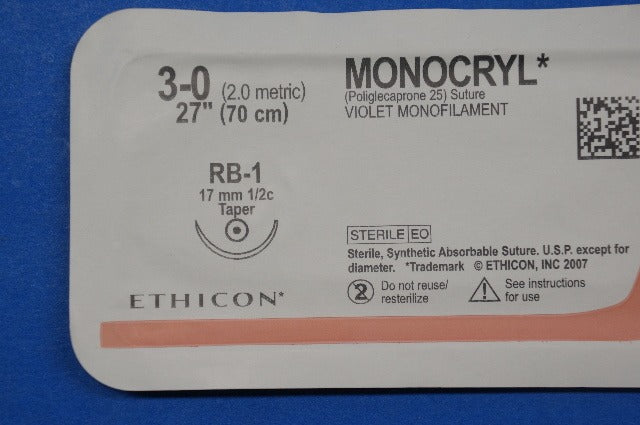 3-0 (2.0 metric)
27" (70 cm)
RB-1
17 mm 1/2c
Taper
ETHICON*
MONOCRYL*
(Poliglecaprone 25) Suture
VIOLET MONOFILAMENT
STERILE EO
Sterile, Synthetic Absorbable Suture. U.S.P. except for
diameter. *Trademark © ETHICON, INC 2007
2
Do not reuse/
resterilize
See instructions
for use